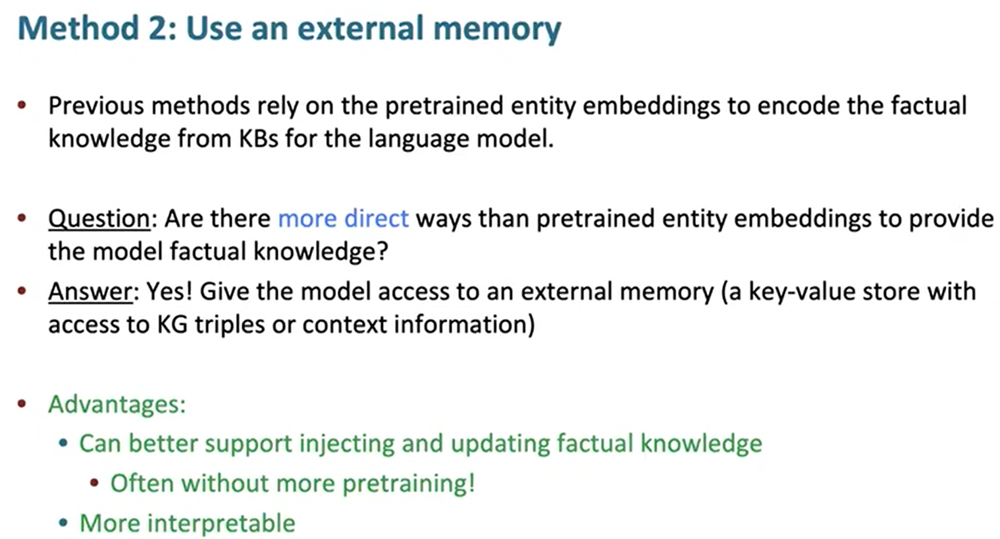 Method 2: Use an external memory
• Previous methods rely on the pretrained entity embeddings to encode the factual
knowledge from KBs for the language model.
• Question: Are there more direct ways than pretrained entity embeddings to provide
the model factual knowledge?
• Answer: Yes! Give the model access to an external memory (a key-value store with
access to KG triples or context information)
• Advantages:
• Can better support injecting and updating factual knowledge
• Often without more pretraining!
• More interpretable